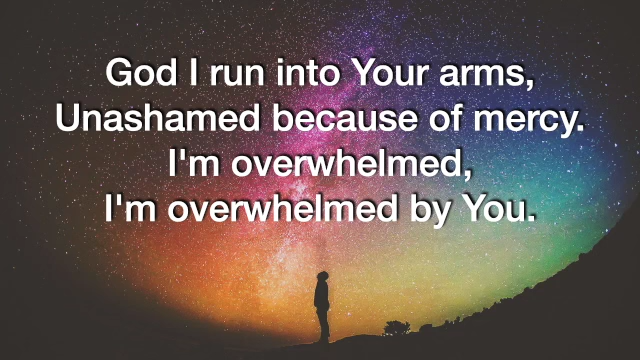 God I run into Your arms,
Unashamed because of mercy.
I'm overwhelmed,
I'm overwhelmed by You.